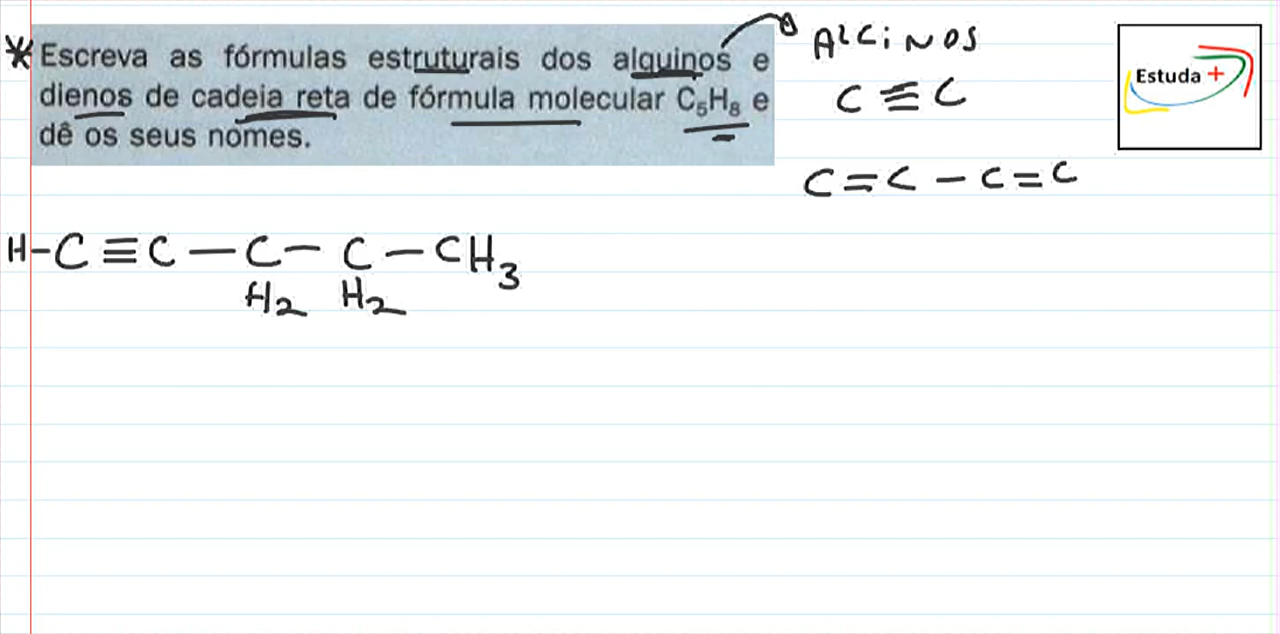 * Escreva as fórmulas estruturais dos alquinos e
dienos de cadeia reta de fórmula molecular C₅H₈ e
dê os seus nomes.
AlCiNOS
C≡C
C=C-C=C
Estuda +
H-C≡C-C-C-CH₃
H₂ H₂